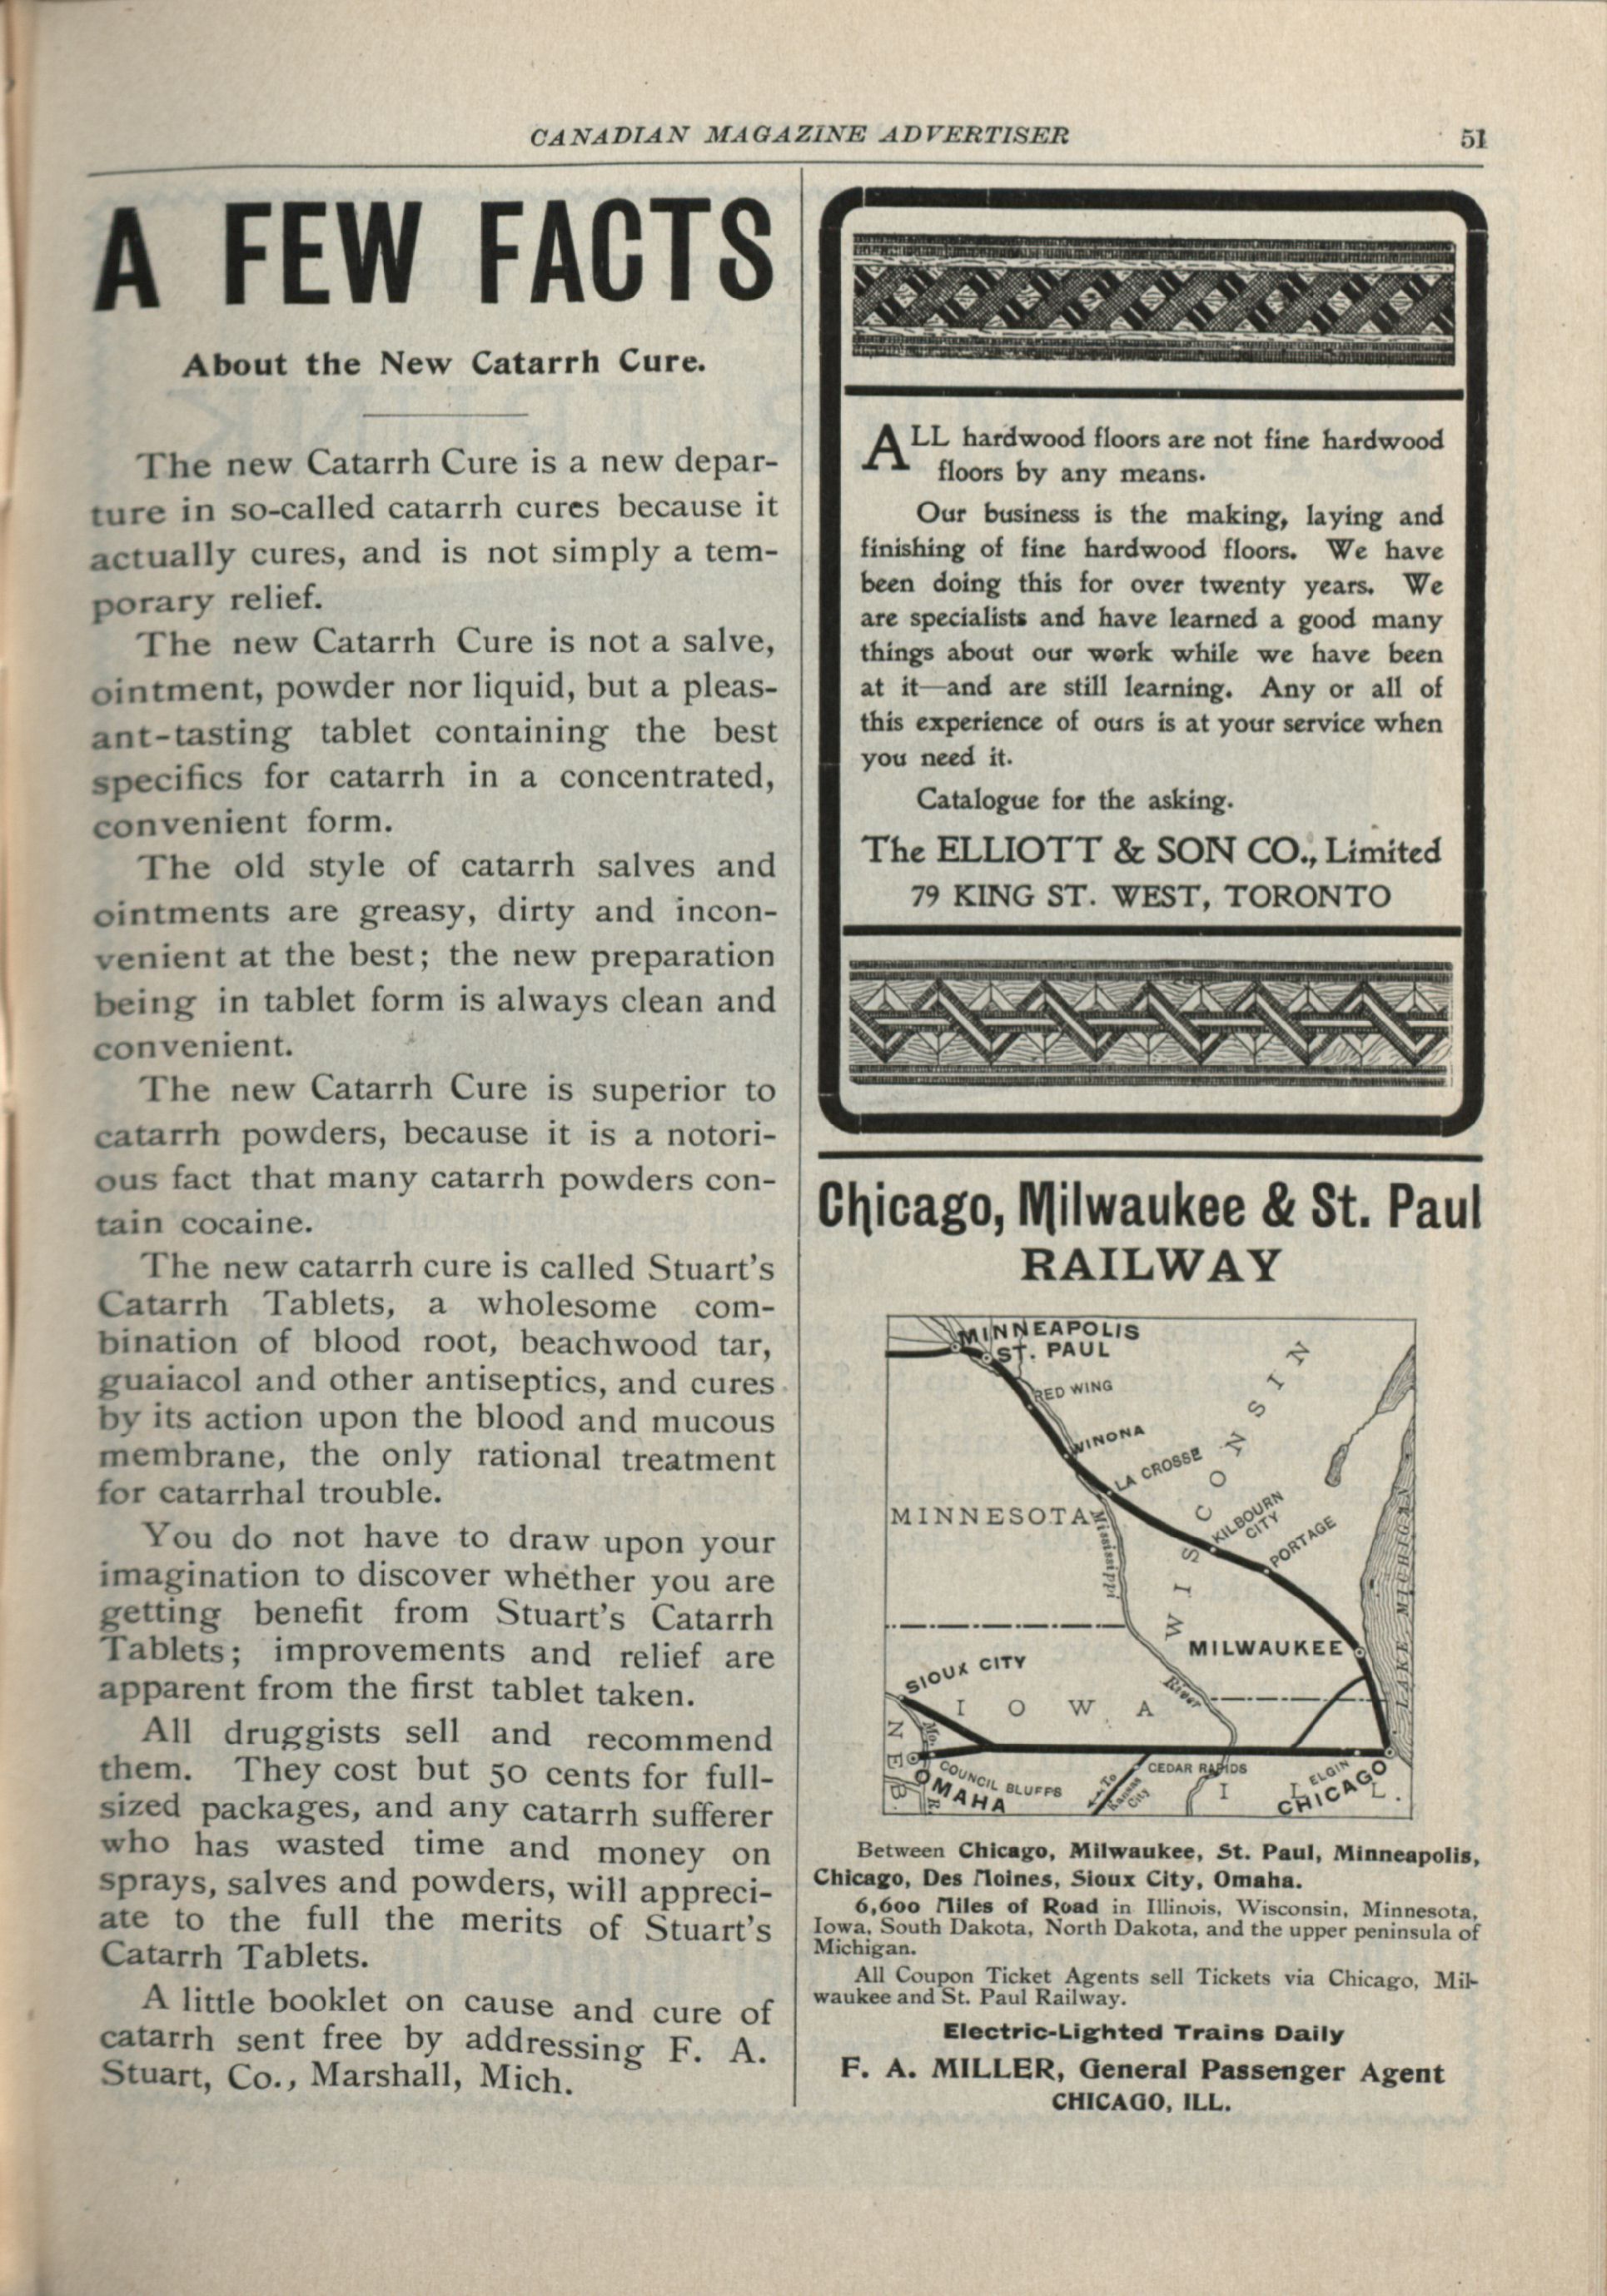 CANADIAN MAGAZINE ADVERTISER 51
A FEW FACTS
About the New Catarrh Cure.
The new Catarrh Cure is a new depar-
ture in so-called catarrh cures because it
actually cures, and is not simply a tem-
porary relief.
The new Catarrh Cure is not a salve,
ointment, powder nor liquid, but a pleas-
ant-tasting tablet containing the best
specifics for catarrh in a concentrated,
convenient form.
The old style of catarrh salves and
ointments are greasy, dirty and incon-
venient at the best; the new preparation
being in tablet form is always clean and
convenient.
The new Catarrh Cure is superior to
catarrh powders, because it is a notori-
ous fact that many catarrh powders con-
tain cocaine.
The new catarrh cure is called Stuart's
Catarrh Tablets, a wholesome com-
bination of blood root, beachwood tar,
guaiacol and other antiseptics, and cures
by its action upon the blood and mucous
membrane, the only rational treatment
for catarrhal trouble.
You do not have to draw upon your
imagination to discover whether you are
getting benefit from Stuart's Catarrh
Tablets; improvements and relief are
apparent from the first tablet taken.
All druggists sell and recommend
them. They cost but 50 cents for full-
sized packages, and any catarrh sufferer
who has wasted time and money on
sprays, salves and powders, will appreci-
ate to the full the merits of Stuart's
Catarrh Tablets.
A little booklet on cause and cure of
catarrh sent free by addressing F. A.
Stuart, Co., Marshall, Mich.
ALL hardwood floors are not fine hardwood
floors by any means.
Our business is the making, laying and
finishing of fine hardwood floors. We have
been doing this for over twenty years. We
are specialists and have learned a good many
things about our work while we have been
at it—and are still learning. Any or all of
this experience of ours is at your service when
you need it.
Catalogue for the asking.
The ELLIOTT & SON CO., Limited
79 KING ST. WEST, TORONTO
Chicago, Milwaukee & St. Paul
RAILWAY
MINNEAPOLIS
ST. PAUL
RED WING
WINONA
LA CROSSE
WISCONSIN
MINNESOTA
Mississippi
River
KILBOURN
CITY
PORTAGE
LAKE MICHIGAN
MILWAUKEE
SIOUX CITY
IOWA
NEB.
Mo.
R.
COUNCIL BLUFFS
OMAHA
To
Kansas
City
CEDAR RAPIDS
ELGIN
ILL.
CHICAGO
Between Chicago, Milwaukee, St. Paul, Minneapolis,
Chicago, Des Moines, Sioux City, Omaha.
6,600 Miles of Road in Illinois, Wisconsin, Minnesota,
Iowa, South Dakota, North Dakota, and the upper peninsula of
Michigan.
All Coupon Ticket Agents sell Tickets via Chicago, Mil-
waukee and St. Paul Railway.
Electric-Lighted Trains Daily
F. A. MILLER, General Passenger Agent
CHICAGO, ILL.